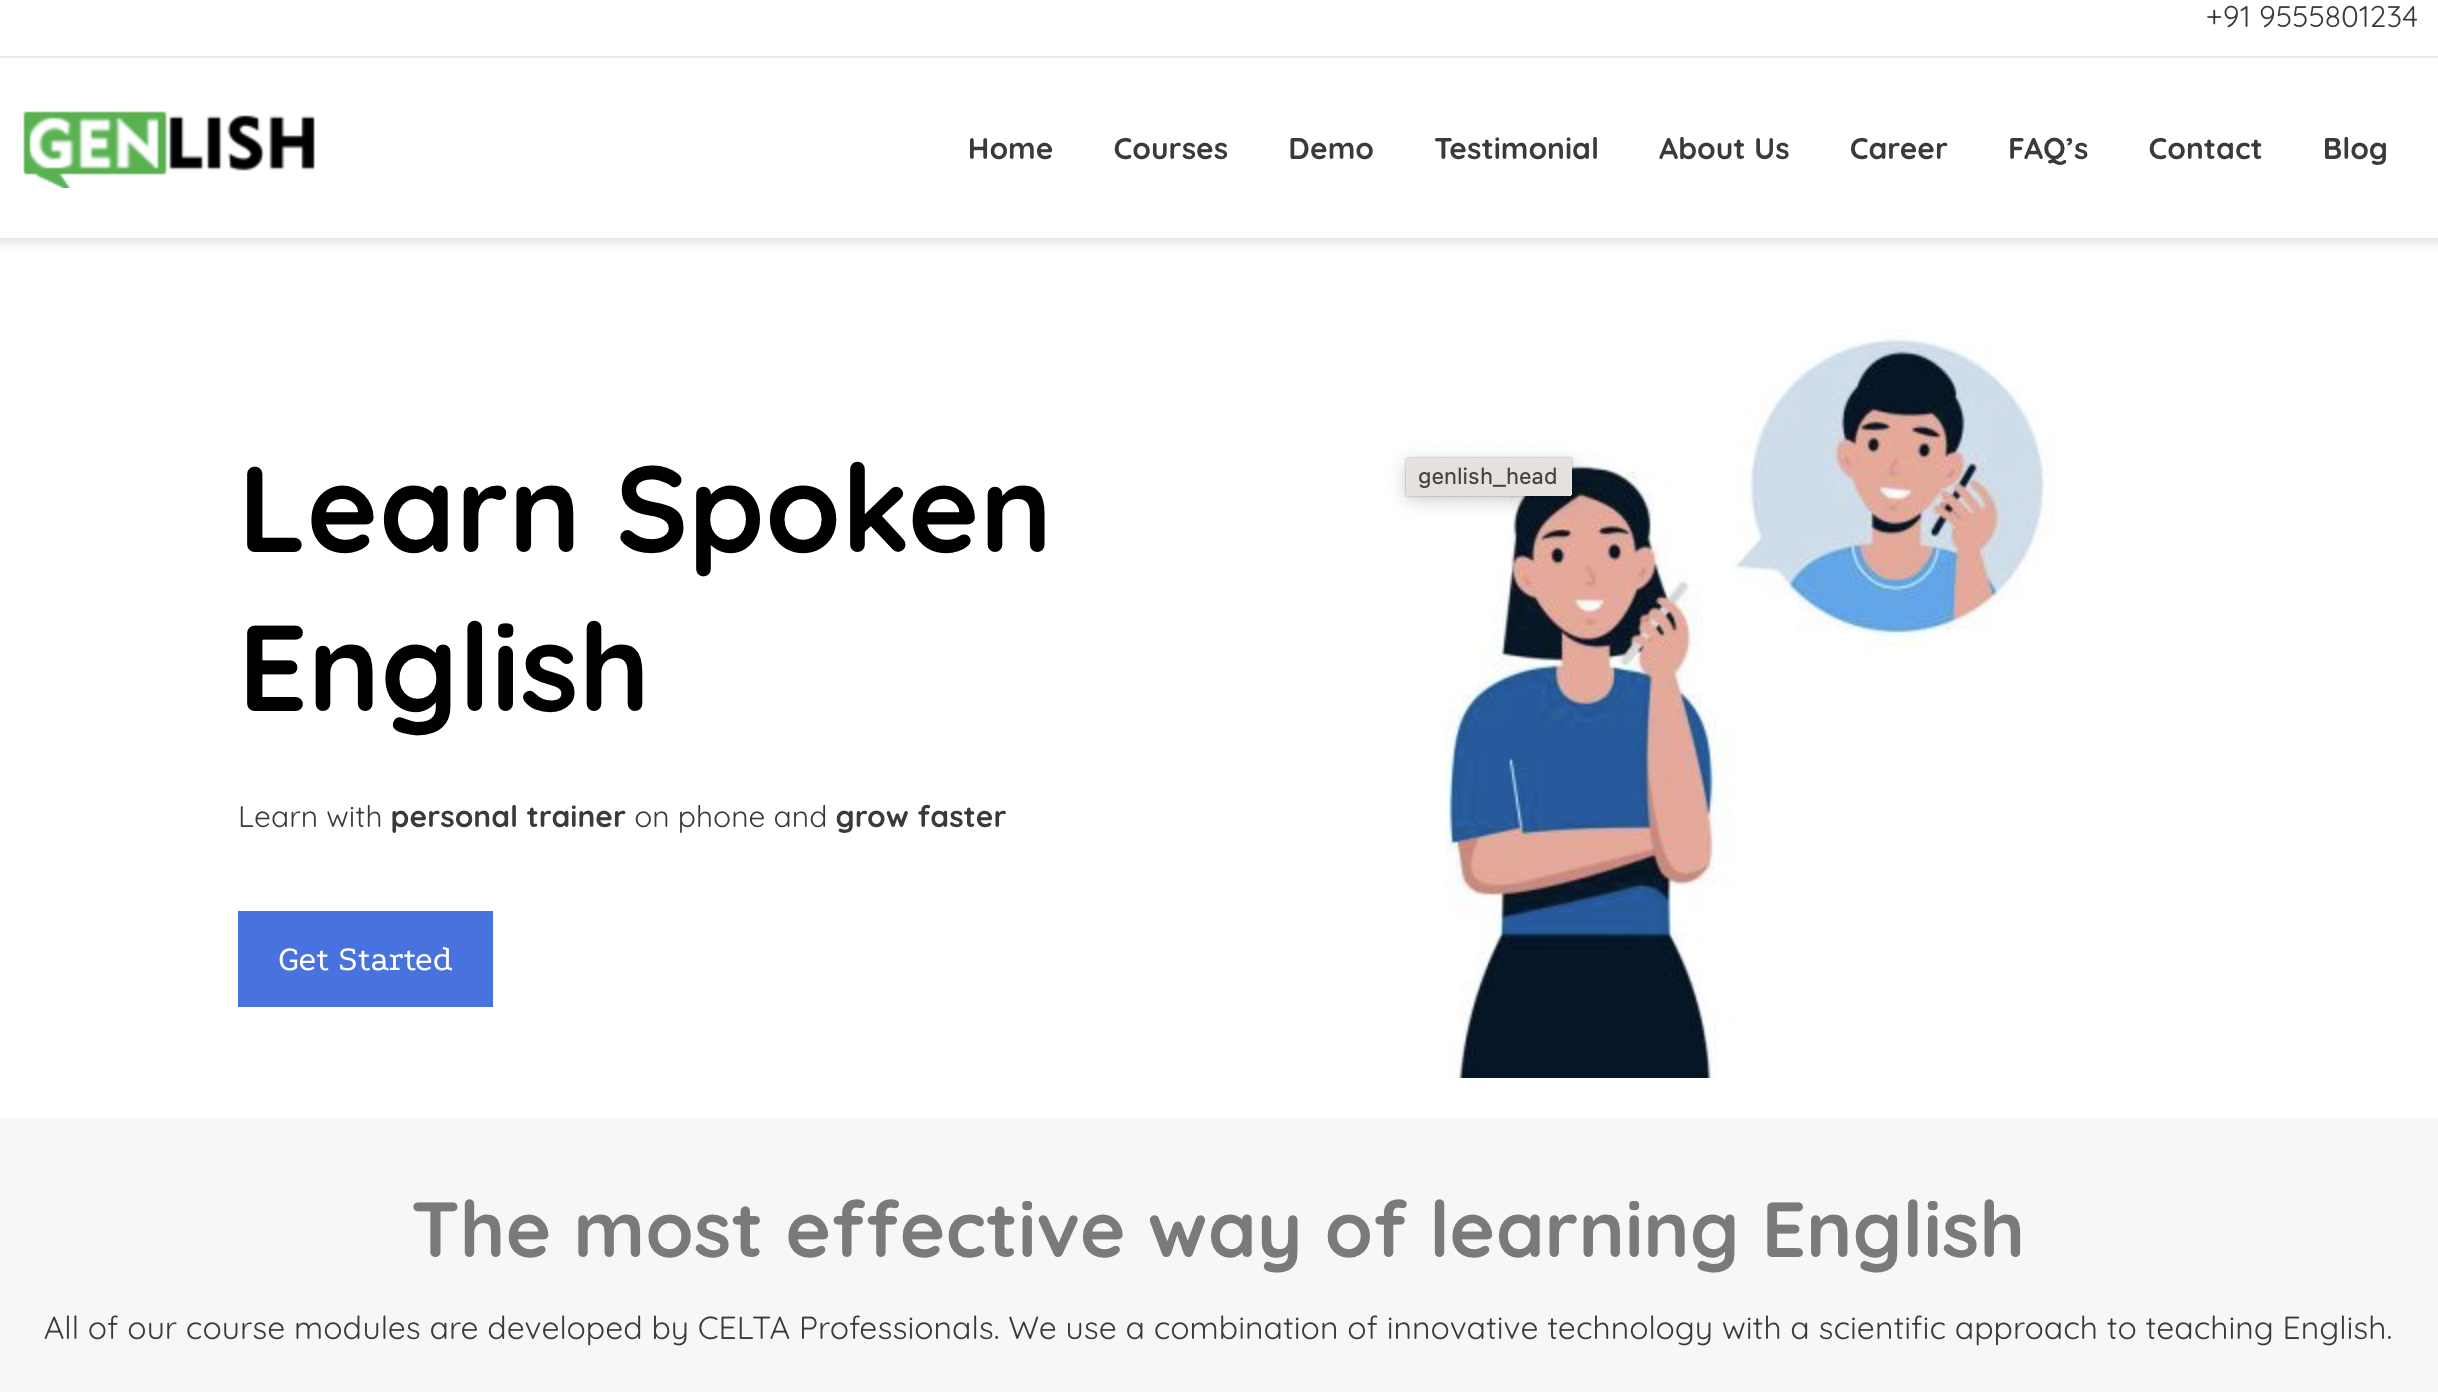 +91 9555801234
GENLISH
Home Courses Demo Testimonial About Us Career FAQ’s Contact Blog
Learn Spoken
English
genlish_head
Learn with personal trainer on phone and grow faster
Get Started
The most effective way of learning English
All of our course modules are developed by CELTA Professionals. We use a combination of innovative technology with a scientific approach to teaching English.